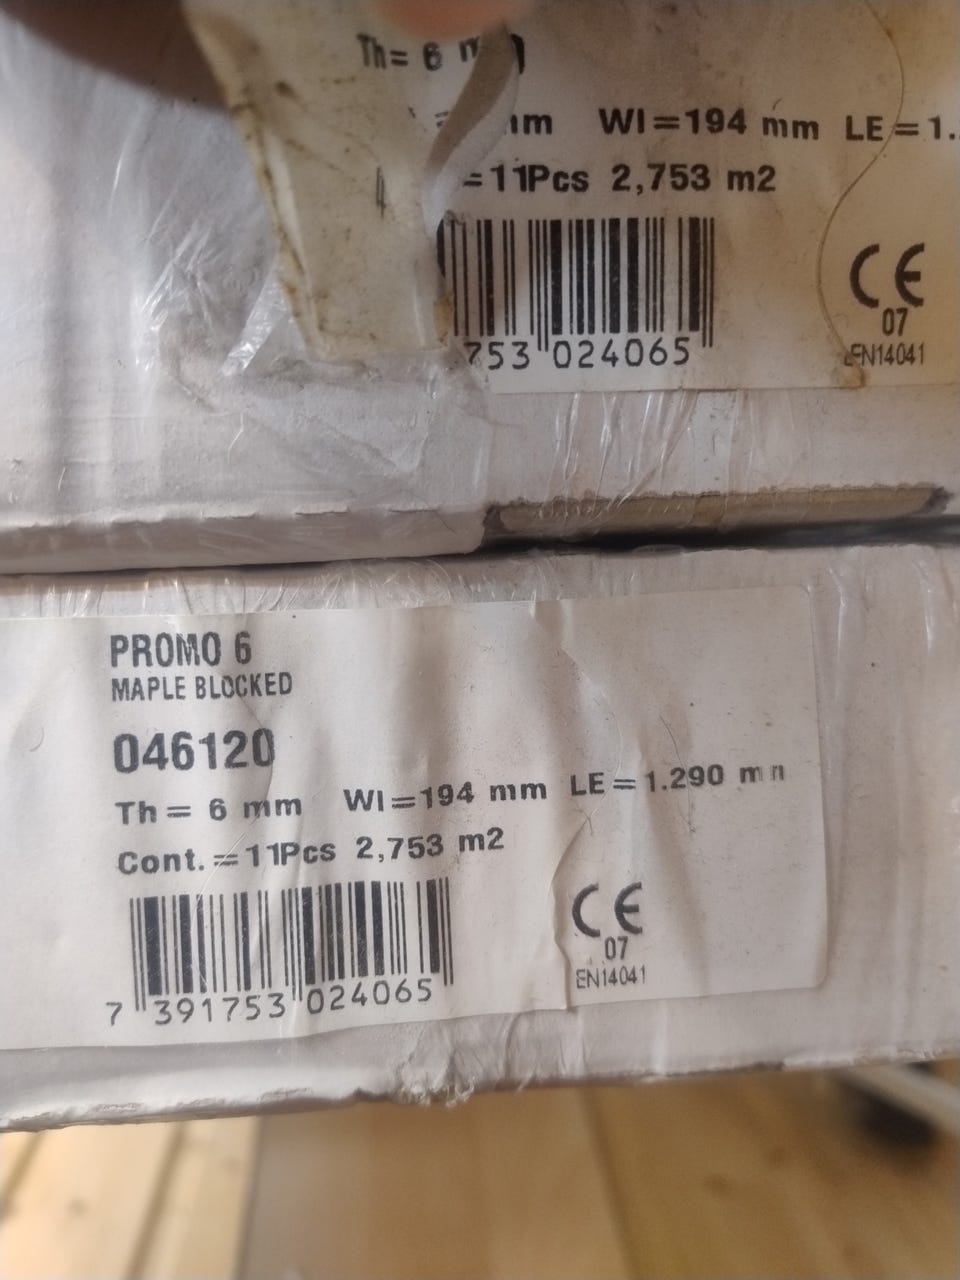 Th= 6
WI=194 mm LE=1.
=11Pcs 2,753 m2
753 024065
CE
07
EN14041
PROMO 6
MAPLE BLOCKED
046120
Th= 6 mm WI=194 mm LE=1.290
Cont.=11Pcs 2,753 m2
CE
07
EN14041
7 391753 024065